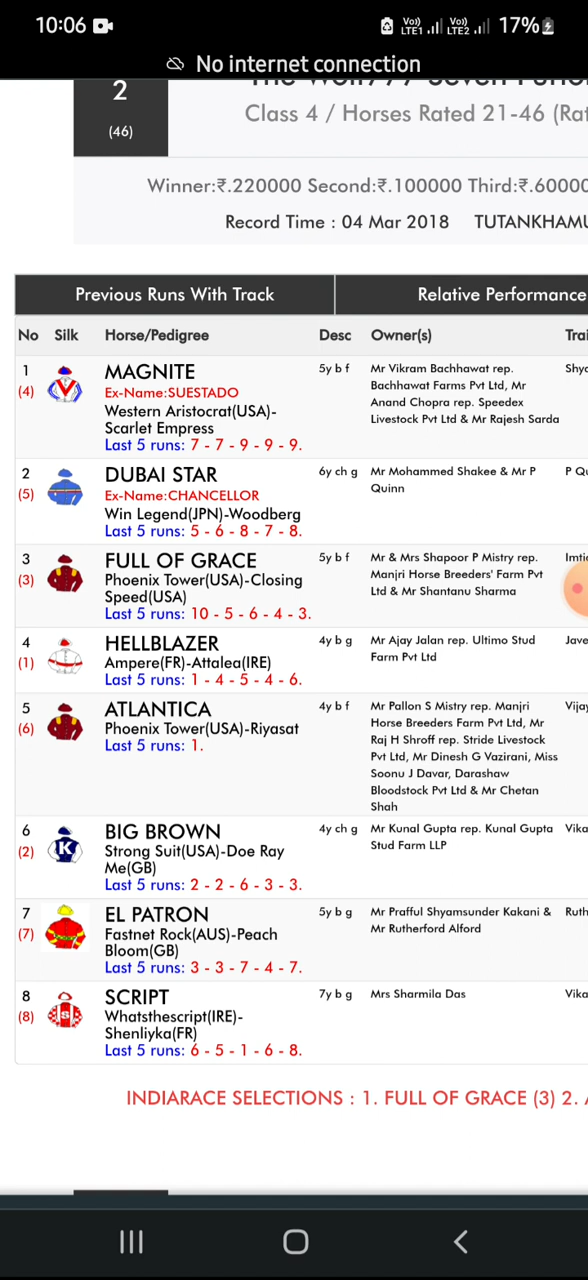 10:06 Vo)) LTE1 Vo)) LTE2 17%
No internet connection
2
(46)
Class 4 / Horses Rated 21-46 (Rat
Winner:₹.220000 Second:₹.100000 Third:₹.60000
Record Time : 04 Mar 2018 TUTANKHAMU
Previous Runs With Track Relative Performance
No Silk Horse/Pedigree Desc Owner(s) Trai
1 MAGNITE 5y b f Mr Vikram Bachhawat rep. Shyo
(4) Ex-Name:SUESTADO Bachhawat Farms Pvt Ltd, Mr
Western Aristocrat(USA)- Anand Chopra rep. Speedex
Scarlet Empress Livestock Pvt Ltd & Mr Rajesh Sarda
Last 5 runs: 7 - 7 - 9 - 9 - 9.
2 DUBAI STAR 6y ch g Mr Mohammed Shakee & Mr P P Qu
(5) Ex-Name:CHANCELLOR Quinn
Win Legend(JPN)-Woodberg
Last 5 runs: 5 - 6 - 8 - 7 - 8.
3 FULL OF GRACE 5y b f Mr & Mrs Shapoor P Mistry rep. Imtic
(3) Phoenix Tower(USA)-Closing Manjri Horse Breeders' Farm Pvt
Speed(USA) Ltd & Mr Shantanu Sharma
Last 5 runs: 10 - 5 - 6 - 4 - 3.
4 HELLBLAZER 4y b g Mr Ajay Jalan rep. Ultimo Stud Jave
(1) Ampere(FR)-Attalea(IRE) Farm Pvt Ltd
Last 5 runs: 1 - 4 - 5 - 4 - 6.
5 ATLANTICA 4y b f Mr Pallon S Mistry rep. Manjri Vijay
(6) Phoenix Tower(USA)-Riyasat Horse Breeders Farm Pvt Ltd, Mr
Last 5 runs: 1. Raj H Shroff rep. Stride Livestock
Pvt Ltd, Mr Dinesh G Vazirani, Miss
Soonu J Davar, Darashaw
Bloodstock Pvt Ltd & Mr Chetan
Shah
6 BIG BROWN 4y ch g Mr Kunal Gupta rep. Kunal Gupta Vika
(2) K Strong Suit(USA)-Doe Ray Stud Farm LLP
Me(GB)
Last 5 runs: 2 - 2 - 6 - 3 - 3.
7 EL PATRON 5y b g Mr Prafful Shyamsunder Kakani & Ruth
(7) Fastnet Rock(AUS)-Peach Mr Rutherford Alford
Bloom(GB)
Last 5 runs: 3 - 3 - 7 - 4 - 7.
8 SCRIPT 7y b g Mrs Sharmila Das Vika
(8) Whatsthescript(IRE)-
Shenliyka(FR)
Last 5 runs: 6 - 5 - 1 - 6 - 8.
INDIARACE SELECTIONS : 1. FULL OF GRACE (3) 2.